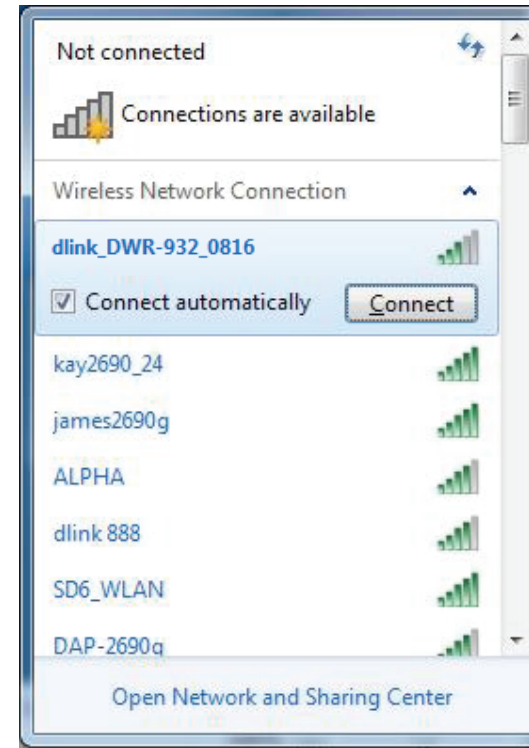 Not connected
Connections are available
Wireless Network Connection
dlink_DWR-932_0816
Connect automatically Connect
kay2690_24
james2690g
ALPHA
dlink 888
SD6_WLAN
DAP-2690g
Open Network and Sharing Center